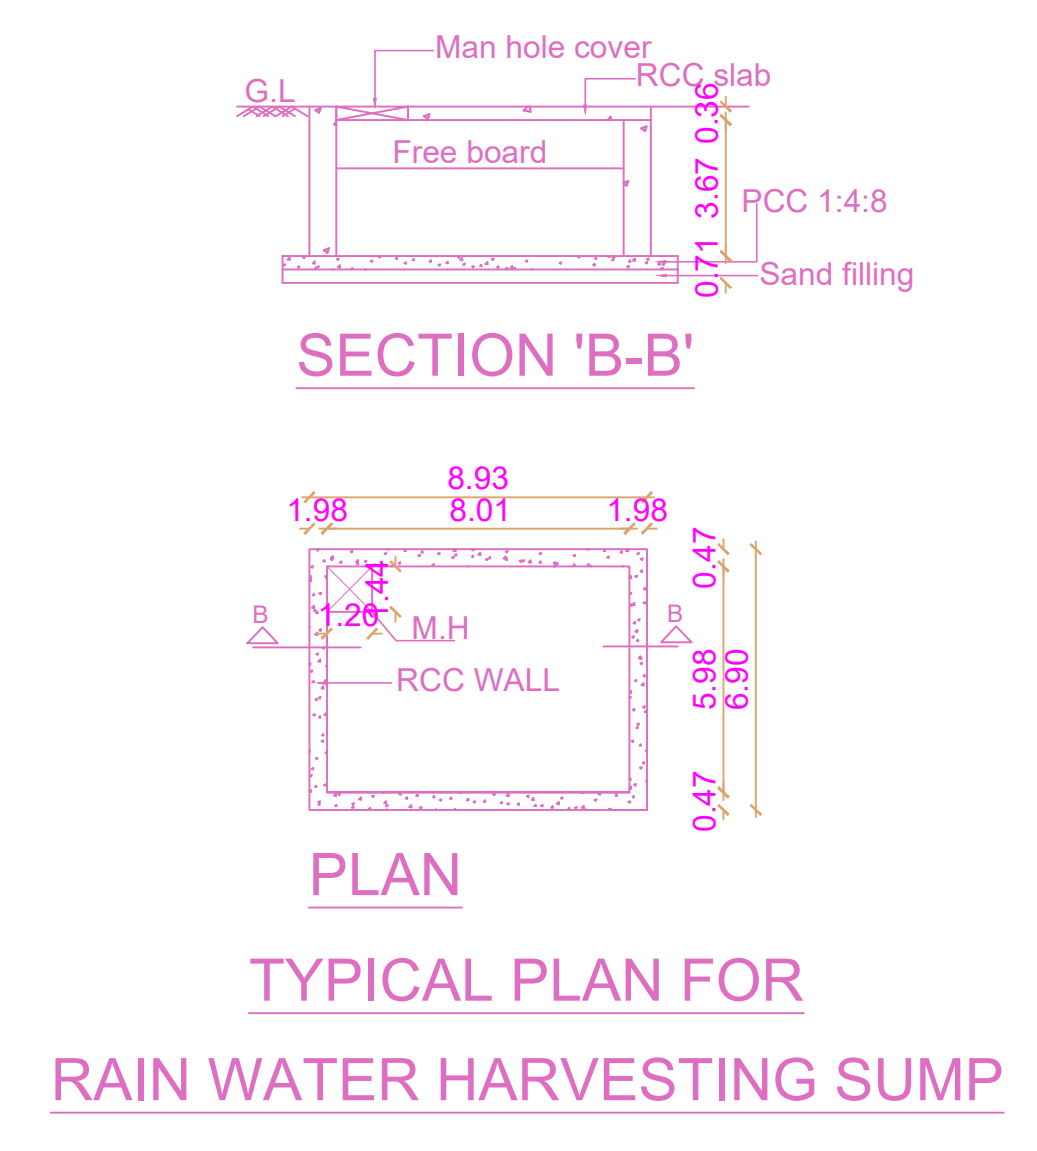 Man hole cover
RCC slab
G.L
0.36
Free board
3.67
PCC 1:4:8
0.71
Sand filling
SECTION 'B-B'
8.93
1.98 8.01 1.98
0.47
1.20
B
M.H
B
RCC WALL
5.98
6.90
0.47
PLAN
TYPICAL PLAN FOR
RAIN WATER HARVESTING SUMP